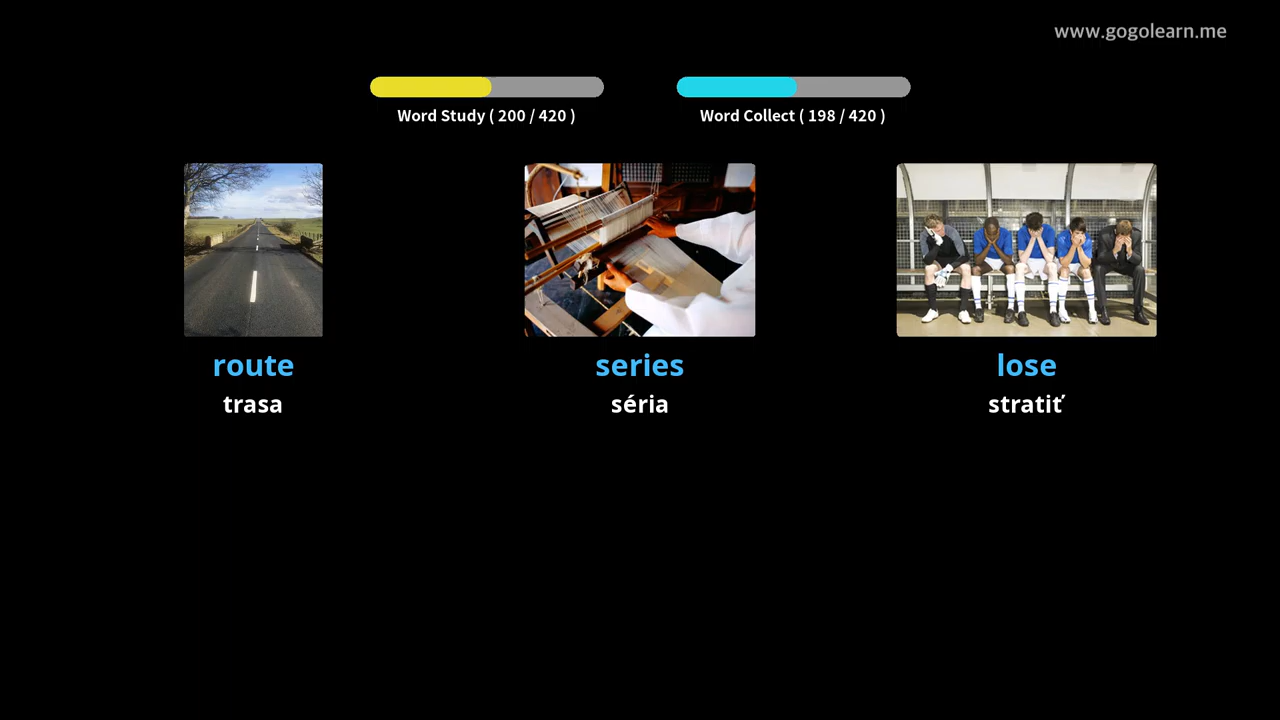 www.gogolearn.me
Word Study ( 200 / 420 )
Word Collect ( 198 / 420 )
route
trasa
series
séria
lose
stratiť